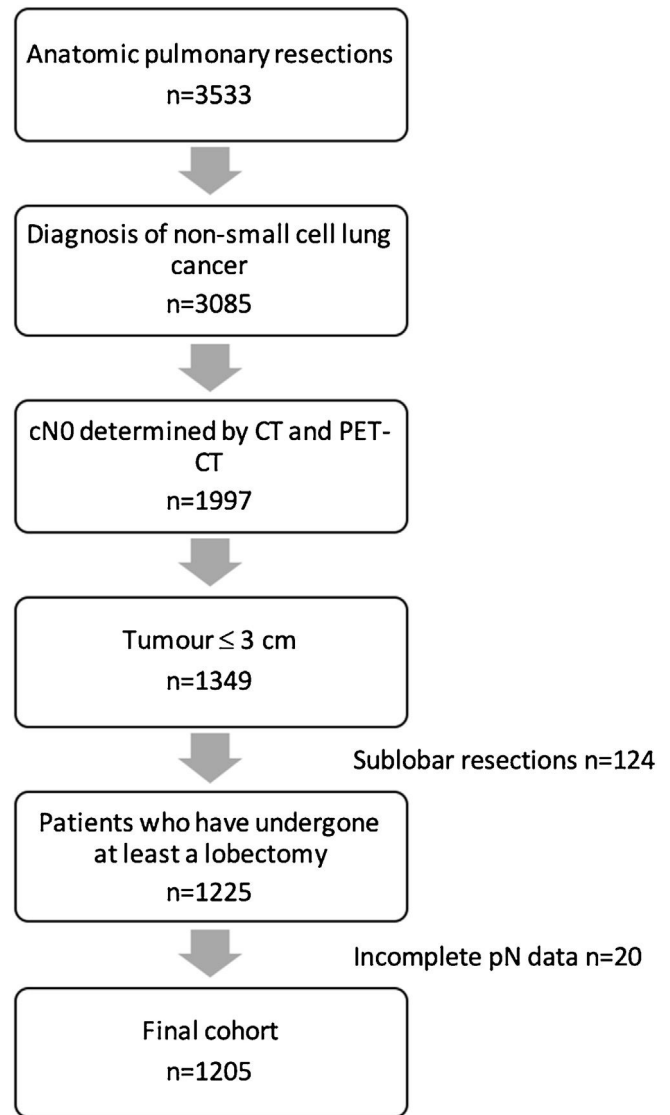 Anatomic pulmonary resections
n=3533
Diagnosis of non-small cell lung
cancer
n=3085
cN0 determined by CT and PET-
CT
n=1997
Tumour ≤ 3 cm
n=1349
Sublobar resections n=124
Patients who have undergone
at least a lobectomy
n=1225
Incomplete pN data n=20
Final cohort
n=1205